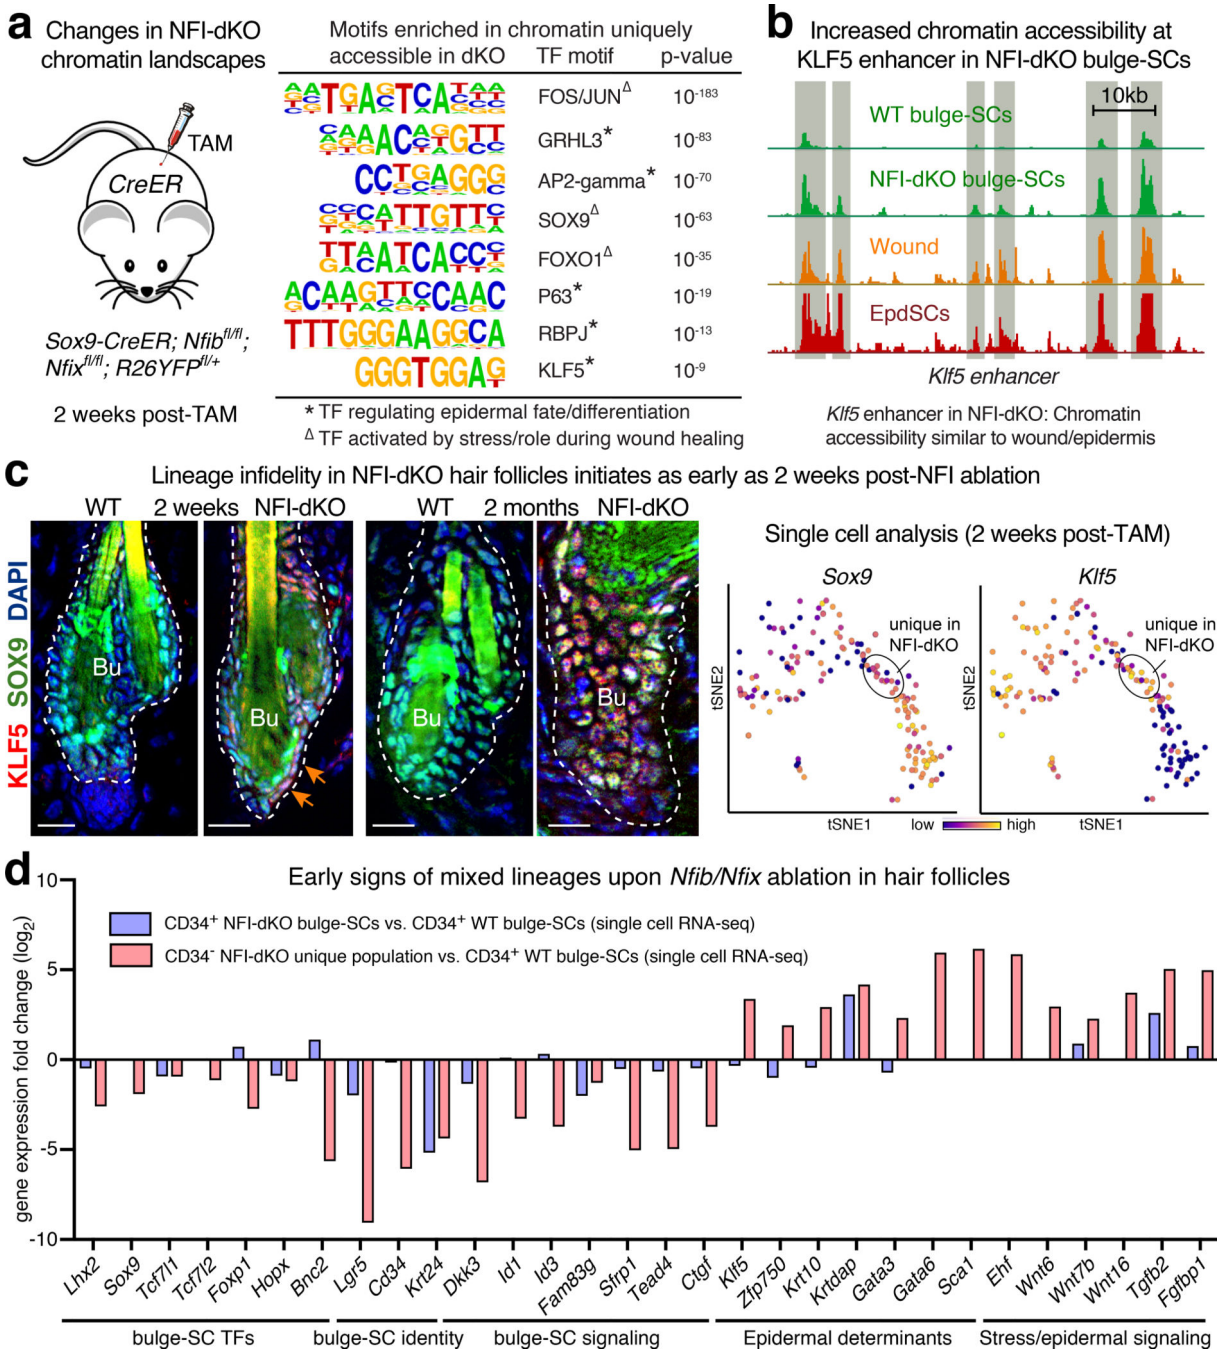 a
Changes in NFI-dKO
chromatin landscapes
TAM
CreER
Sox9-CreER; Nfib^fl/fl;
Nfix^fl/fl; R26YFP^fl/+
2 weeks post-TAM
Motifs enriched in chromatin uniquely
accessible in dKO
TF motif
p-value
FOS/JUN^Δ
10^-183
GRHL3*
10^-83
AP2-gamma*
10^-70
SOX9^Δ
10^-63
FOXO1^Δ
10^-35
P63*
10^-19
RBPJ*
10^-13
KLF5*
10^-9
* TF regulating epidermal fate/differentiation
Δ TF activated by stress/role during wound healing
b
Increased chromatin accessibility at
KLF5 enhancer in NFI-dKO bulge-SCs
10kb
WT bulge-SCs
NFI-dKO bulge-SCs
Wound
EpdSCs
Klf5 enhancer
Klf5 enhancer in NFI-dKO: Chromatin
accessibility similar to wound/epidermis
c
Lineage infidelity in NFI-dKO hair follicles initiates as early as 2 weeks post-NFI ablation
WT 2 weeks NFI-dKO
WT 2 months NFI-dKO
KLF5 SOX9 DAPI
Bu
Bu
Bu
Bu
Single cell analysis (2 weeks post-TAM)
Sox9
Klf5
unique in
NFI-dKO
unique in
NFI-dKO
tSNE2
tSNE2
tSNE1
low
high
tSNE1
d
Early signs of mixed lineages upon Nfib/Nfix ablation in hair follicles
CD34+ NFI-dKO bulge-SCs vs. CD34+ WT bulge-SCs (single cell RNA-seq)
CD34- NFI-dKO unique population vs. CD34+ WT bulge-SCs (single cell RNA-seq)
gene expression fold change (log2)
10
5
0
-5
-10
Lhx2
Sox9
Tcf7l1
Tcf7l2
Foxp1
Hopx
Bnc2
Lgr5
Cd34
Krt24
Dkk3
Id1
Id3
Fam83g
Sfrp1
Tead4
Ctgf
Klf5
Zfp750
Krt10
Krtdap
Gata3
Gata6
Sca1
Ehf
Wnt6
Wnt7b
Wnt16
Tgfb2
Fgfbp1
bulge-SC TFs
bulge-SC identity
bulge-SC signaling
Epidermal determinants
Stress/epidermal signaling